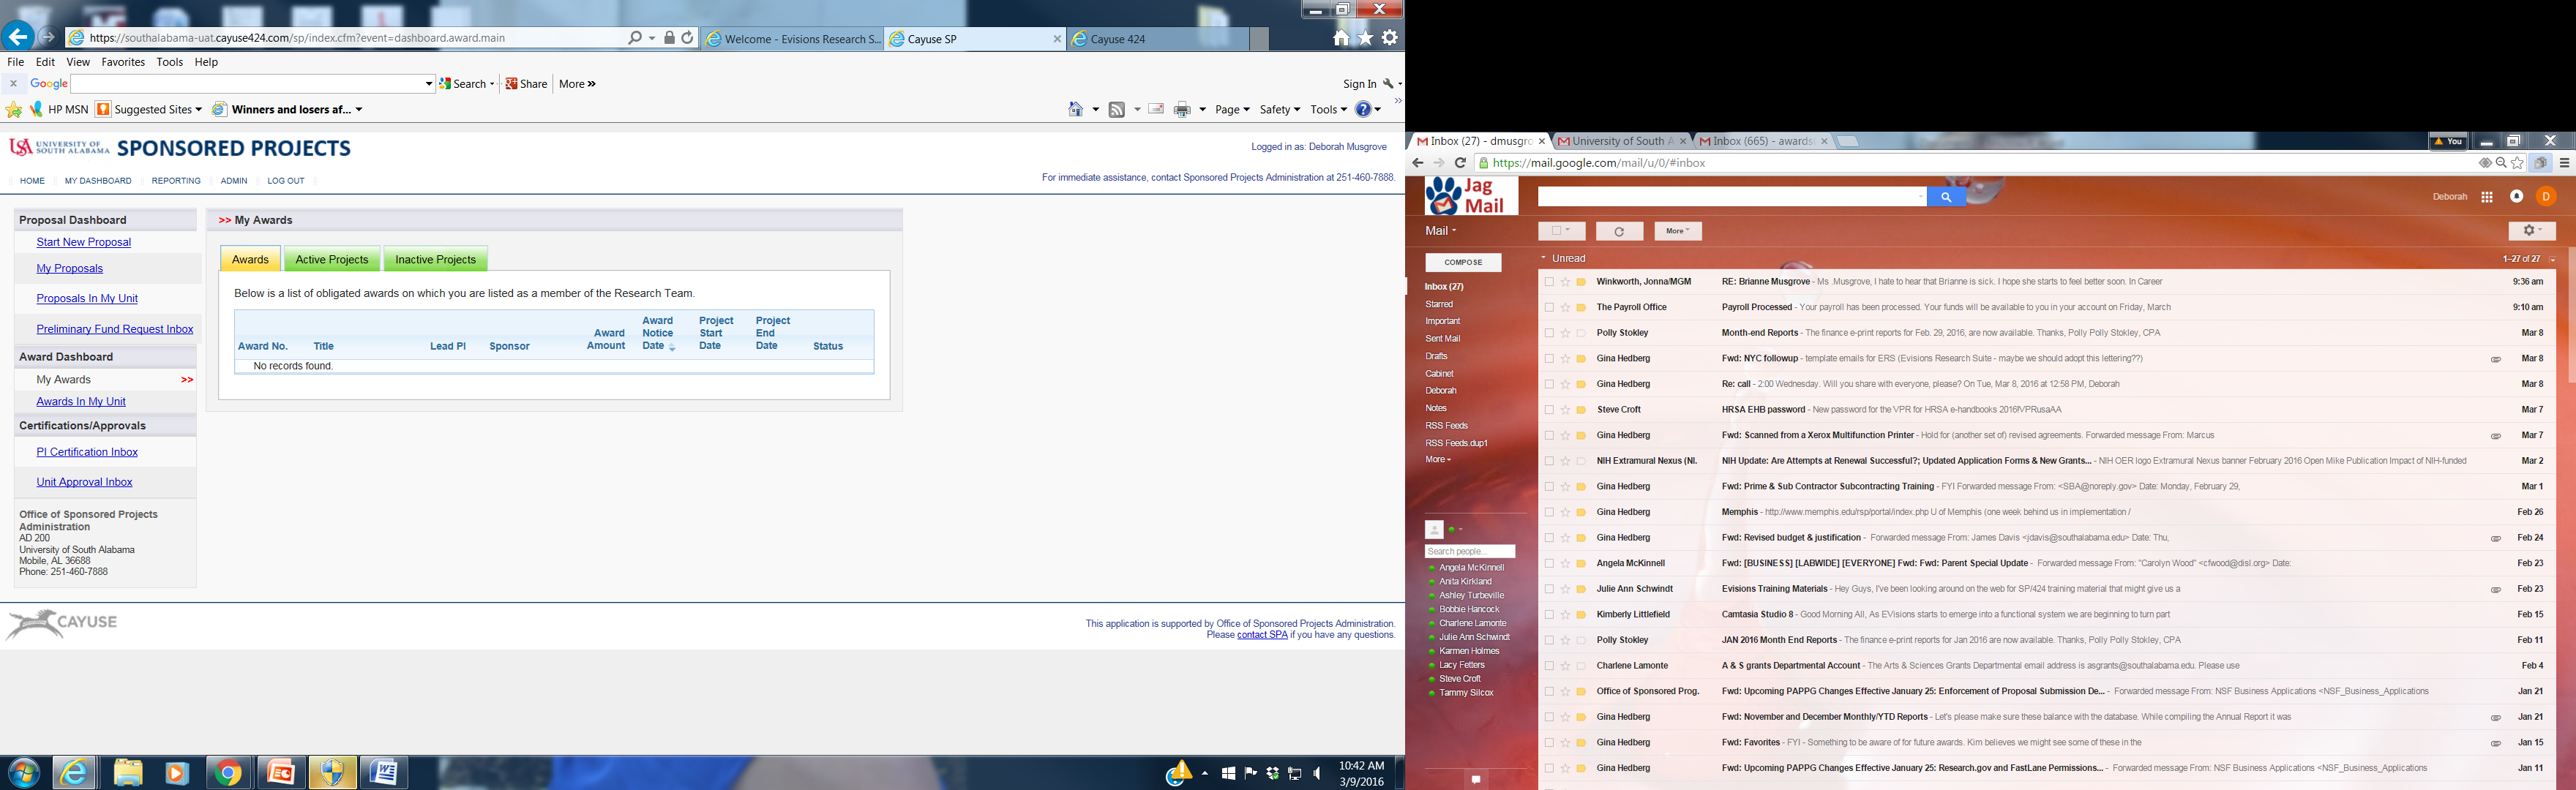 https://southalabama-uat.cayuse424.com/sp/index.cfm?event=dashboard.award.main
Welcome - Evisions Research S...
Cayuse SP
Cayuse 424
File Edit View Favorites Tools Help
x Google Search Share More » Sign In
HP MSN Suggested Sites Winners and losers af... Page Safety Tools
USA UNIVERSITY OF SOUTH ALABAMA SPONSORED PROJECTS
Logged in as: Deborah Musgrove
HOME MY DASHBOARD REPORTING ADMIN LOG OUT
For immediate assistance, contact Sponsored Projects Administration at 251-460-7888.
Proposal Dashboard
Start New Proposal
My Proposals
Proposals In My Unit
Preliminary Fund Request Inbox
Award Dashboard
My Awards >>
Awards In My Unit
Certifications/Approvals
PI Certification Inbox
Unit Approval Inbox
Office of Sponsored Projects
Administration
AD 200
University of South Alabama
Mobile, AL 36688
Phone: 251-460-7888
>> My Awards
Awards Active Projects Inactive Projects
Below is a list of obligated awards on which you are listed as a member of the Research Team.
Award No. Title Lead PI Sponsor Award Amount Award Notice Date Project Start Date Project End Date Status
No records found.
CAYUSE
This application is supported by Office of Sponsored Projects Administration.
Please contact SPA if you have any questions.
10:42 AM
3/9/2016
Inbox (27) - dmusgro
University of South A
Inbox (665) - awards
You
https://mail.google.com/mail/u/0/#inbox
Jag Mail
Deborah
D
Mail
More
COMPOSE
Inbox (27)
Starred
Important
Sent Mail
Drafts
Cabinet
Deborah
Notes
RSS Feeds
RSS Feeds.dup1
More
Search people...
Angela McKinnell
Anita Kirkland
Ashley Turbeville
Bobbie Hancock
Charlene Lamonte
Julie Ann Schwindt
Karmen Holmes
Lacy Fetters
Steve Croft
Tammy Silcox
Unread 1–27 of 27
Winkworth, Jonna/MGM RE: Brianne Musgrove - Ms .Musgrove, I hate to hear that Brianne is sick. I hope she starts to feel better soon. In Career 9:36 am
The Payroll Office Payroll Processed - Your payroll has been processed. Your funds will be available to you in your account on Friday, March 9:10 am
Polly Stokley Month-end Reports - The finance e-print reports for Feb. 29, 2016, are now available. Thanks, Polly Polly Stokley, CPA Mar 8
Gina Hedberg Fwd: NYC followup - template emails for ERS (Evisions Research Suite - maybe we should adopt this lettering??) Mar 8
Gina Hedberg Re: call - 2:00 Wednesday. Will you share with everyone, please? On Tue, Mar 8, 2016 at 12:58 PM, Deborah Mar 8
Steve Croft HRSA EHB password - New password for the VPR for HRSA e-handbooks 2016!VPRusaAA Mar 7
Gina Hedberg Fwd: Scanned from a Xerox Multifunction Printer - Hold for (another set of) revised agreements. Forwarded message From: Marcus Mar 7
NIH Extramural Nexus (NI. NIH Update: Are Attempts at Renewal Successful?; Updated Application Forms & New Grants... - NIH OER logo Extramural Nexus banner February 2016 Open Mike Publication Impact of NIH-funded Mar 2
Gina Hedberg Fwd: Prime & Sub Contractor Subcontracting Training - FYI Forwarded message From: <SBA@noreply.gov> Date: Monday, February 29, Mar 1
Gina Hedberg Memphis - http://www.memphis.edu/rsp/portal/index.php U of Memphis (one week behind us in implementation / Feb 26
Gina Hedberg Fwd: Revised budget & justification - Forwarded message From: James Davis <jdavis@southalabama.edu> Date: Thu, Feb 24
Angela McKinnell Fwd: [BUSINESS] [LABWIDE] [EVERYONE] Fwd: Fwd: Parent Special Update - Forwarded message From: "Carolyn Wood" <cfwood@disl.org> Date: Feb 23
Julie Ann Schwindt Evisions Training Materials - Hey Guys, I've been looking around on the web for SP/424 training material that might give us a Feb 23
Kimberly Littlefield Camtasia Studio 8 - Good Morning All, As EVisions starts to emerge into a functional system we are beginning to turn part Feb 15
Polly Stokley JAN 2016 Month End Reports - The finance e-print reports for Jan 2016 are now available. Thanks, Polly Polly Stokley, CPA Feb 11
Charlene Lamonte A & S grants Departmental Account - The Arts & Sciences Grants Departmental email address is asgrants@southalabama.edu. Please use Feb 4
Office of Sponsored Prog. Fwd: Upcoming PAPPG Changes Effective January 25: Enforcement of Proposal Submission De... - Forwarded message From: NSF Business Applications <NSF_Business_Applications Jan 21
Gina Hedberg Fwd: November and December Monthly/YTD Reports - Let's please make sure these balance with the database. While compiling the Annual Report it was Jan 21
Gina Hedberg Fwd: Favorites - FYI - Something to be aware of for future awards. Kim believes we might see some of these in the Jan 15
Gina Hedberg Fwd: Upcoming PAPPG Changes Effective January 25: Research.gov and FastLane Permissions... - Forwarded message From: NSF Business Applications <NSF_Business_Applications Jan 11